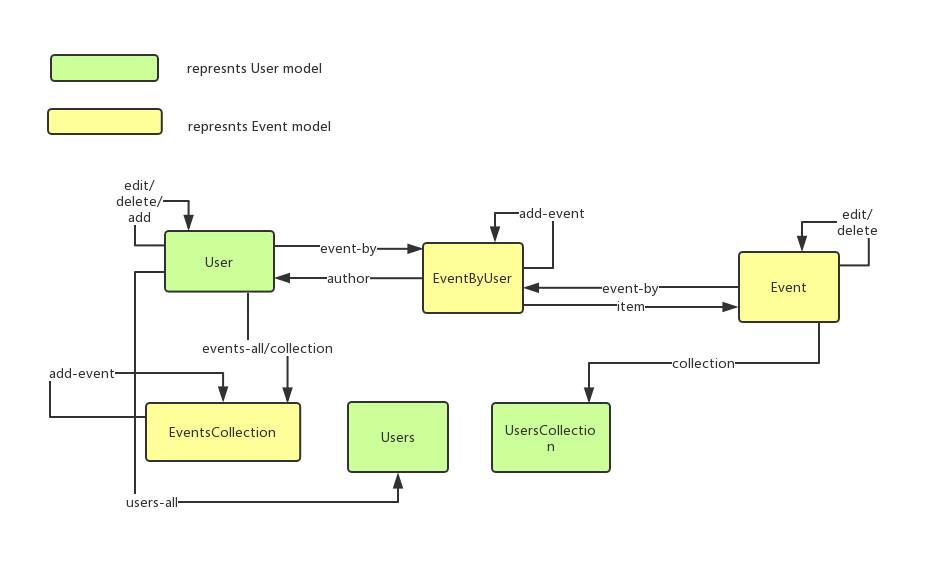 represnts User model
represnts Event model
edit/
delete/
add
add-event
edit/
delete
User
event-by
EventByUser
author
event-by
Event
item
events-all/collection
collection
add-event
EventsCollection
Users
UsersCollectio
n
users-all